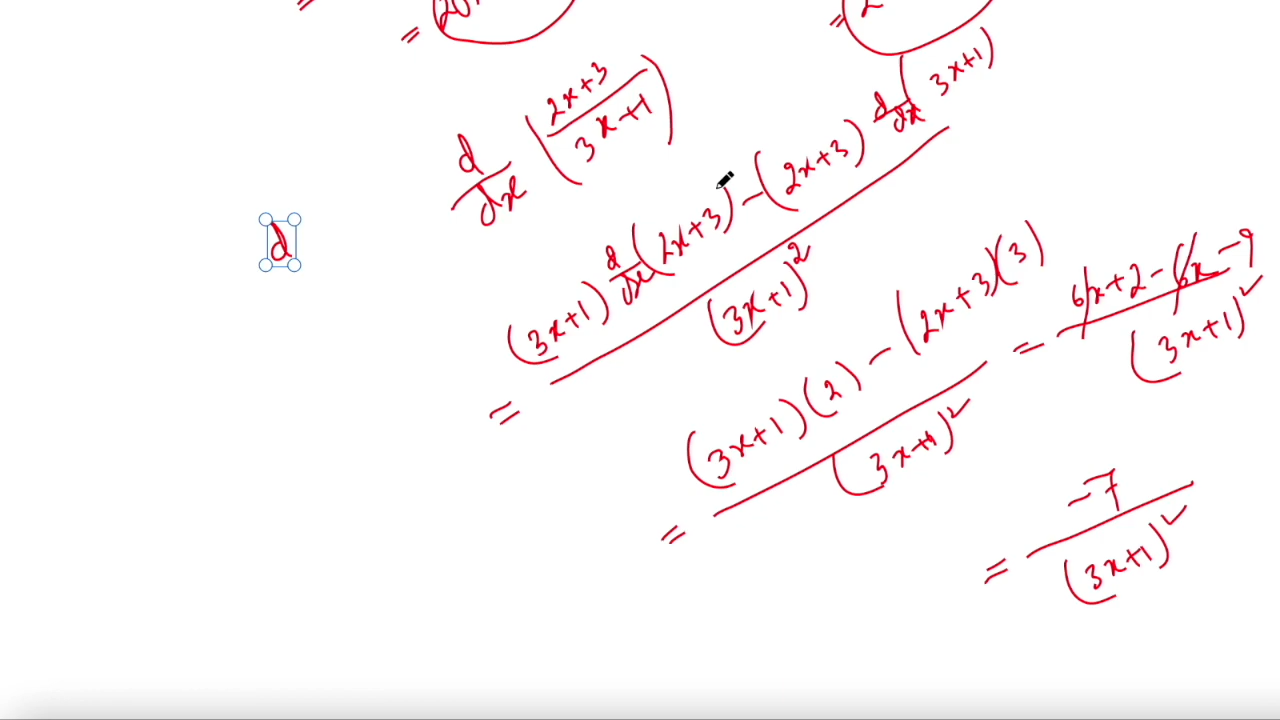 = (20
= (2
d/dx ((2x+3)/(3x+1))
d
= ((3x+1) d/dx (2x+3) - (2x+3) d/dx (3x+1))/(3x+1)²
= ((3x+1)(2) - (2x+3)(3))/(3x+1)² = (6x+2-6x-9)/(3x+1)²
= -7/(3x+1)²